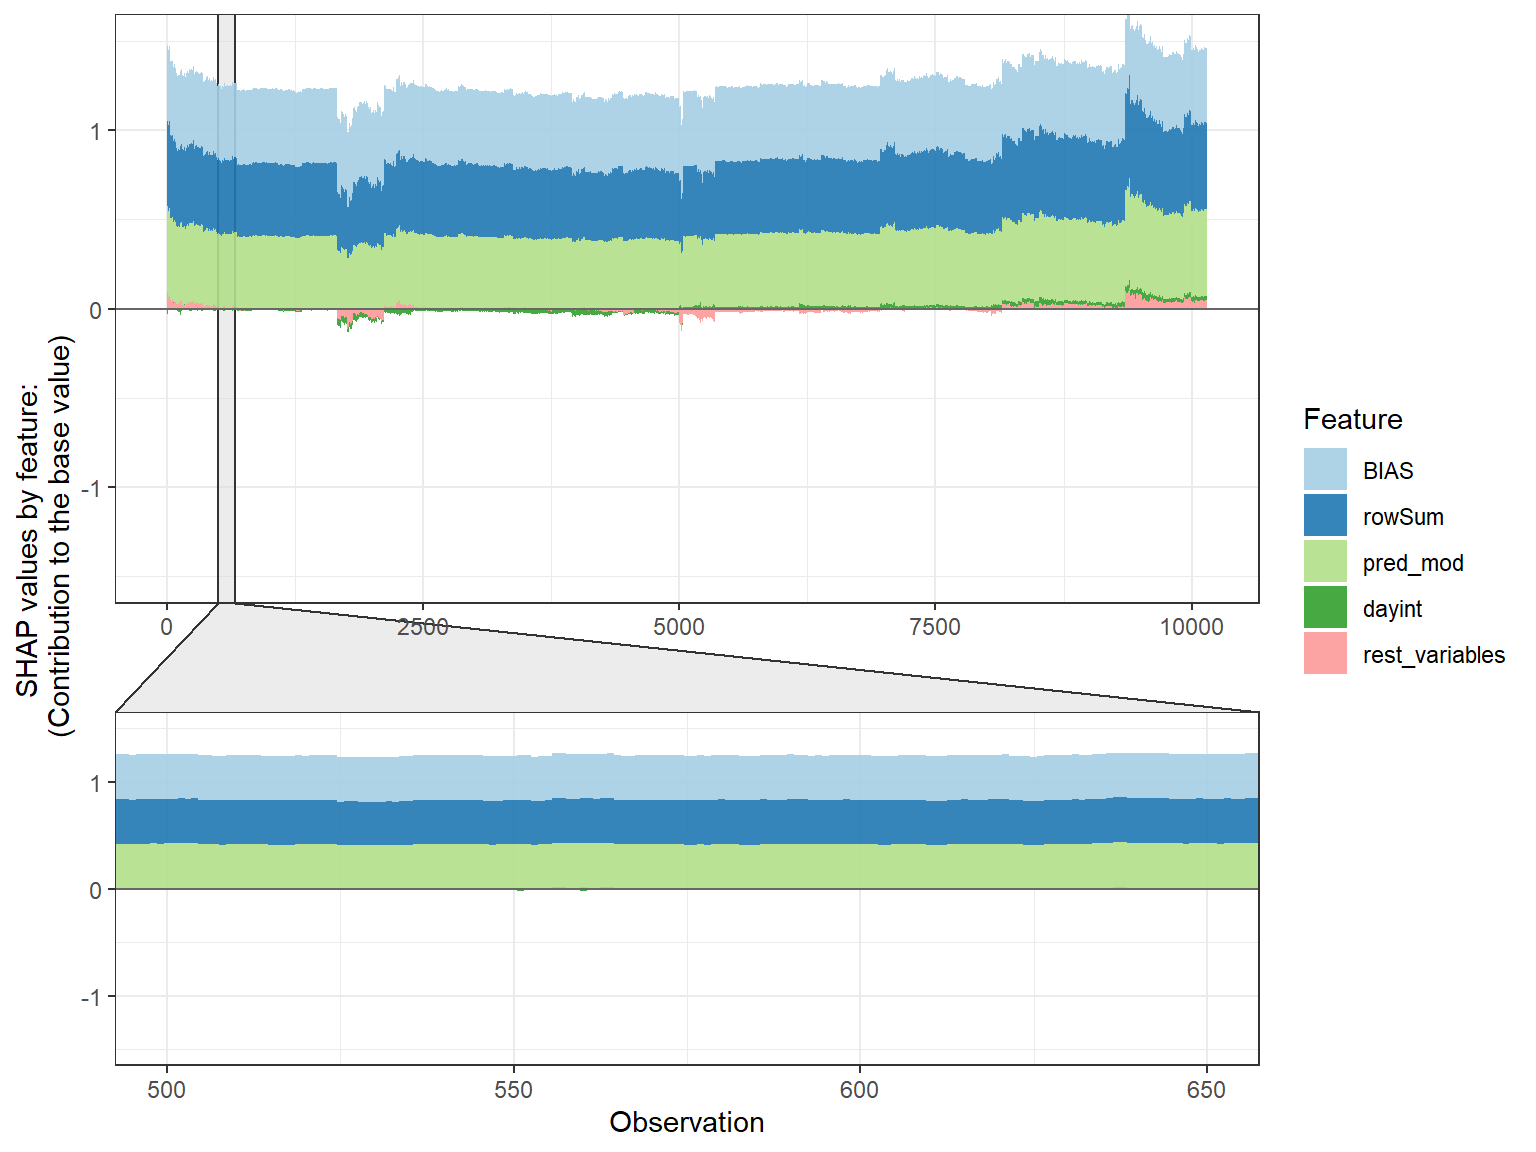 SHAP values by feature:
(Contribution to the base value)
1
0
-1
0
2500
5000
7500
10000
1
0
-1
500
550
600
650
Observation
Feature
BIAS
rowSum
pred_mod
dayint
rest_variables